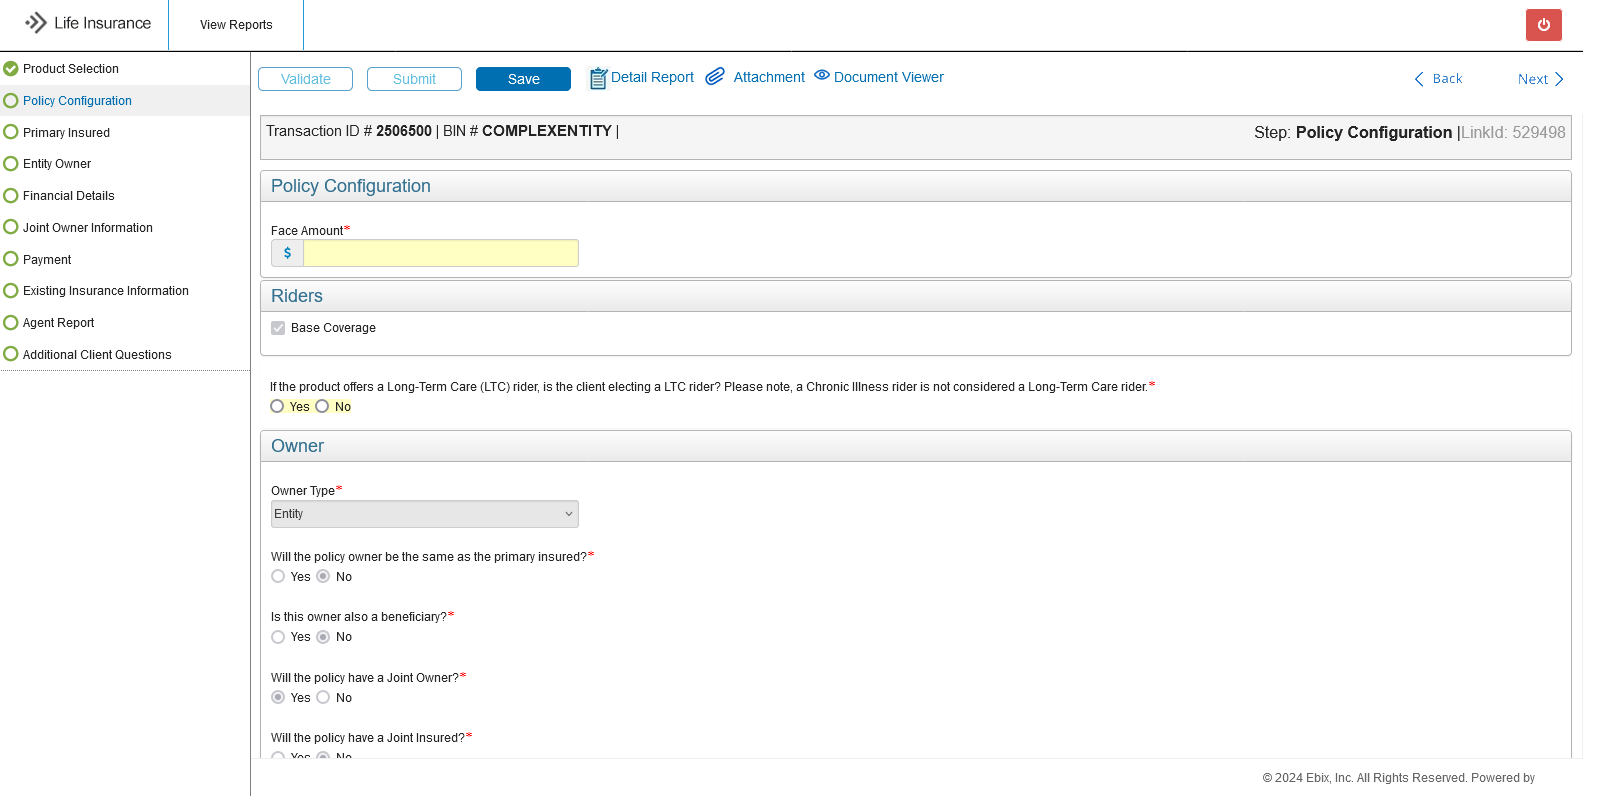 Life Insurance
View Reports
Product Selection
Policy Configuration
Primary Insured
Entity Owner
Financial Details
Joint Owner Information
Payment
Existing Insurance Information
Agent Report
Additional Client Questions
Validate
Submit
Save
Detail Report
Attachment
Document Viewer
Back
Next
Transaction ID # 2506500 | BIN # COMPLEXENTITY |
Step: Policy Configuration |LinkId: 529498
Policy Configuration
Face Amount*
$
Riders
Base Coverage
If the product offers a Long-Term Care (LTC) rider, is the client electing a LTC rider? Please note, a Chronic Illness rider is not considered a Long-Term Care rider.*
Yes No
Owner
Owner Type*
Entity
Will the policy owner be the same as the primary insured?*
Yes No
Is this owner also a beneficiary?*
Yes No
Will the policy have a Joint Owner?*
Yes No
Will the policy have a Joint Insured?*
Yes No
© 2024 Ebix, Inc. All Rights Reserved. Powered by